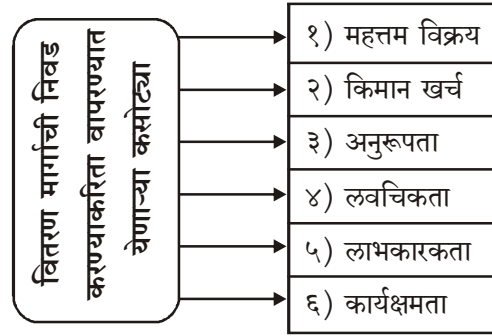 वितरण मार्गाची निवड
करण्याकरिता वापरण्यात
येणाऱ्या कसोट्या
१) महत्तम विक्रय
२) किमान खर्च
३) अनुरूपता
४) लवचिकता
५) लाभकारकता
६) कार्यक्षमता